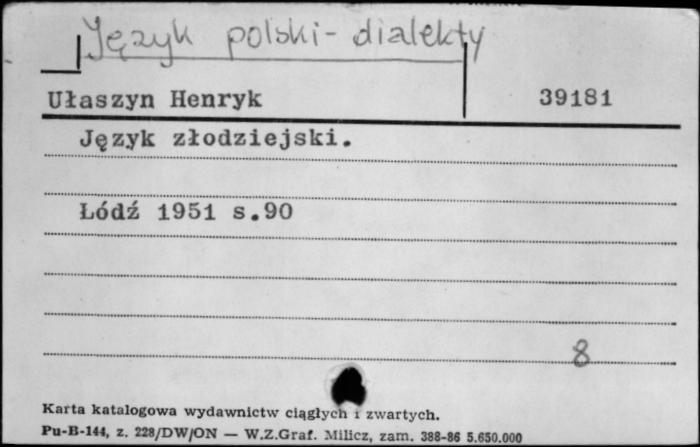 Język polski - dialekty
Ułaszyn Henryk 39181
Język złodziejski.
Łódź 1951 s.90
8
Karta katalogowa wydawnictw ciągłych i zwartych.
Pu-B-144, z. 228/DW/ON — W.Z.Graf. Milicz, zam. 388-86 5.650.000